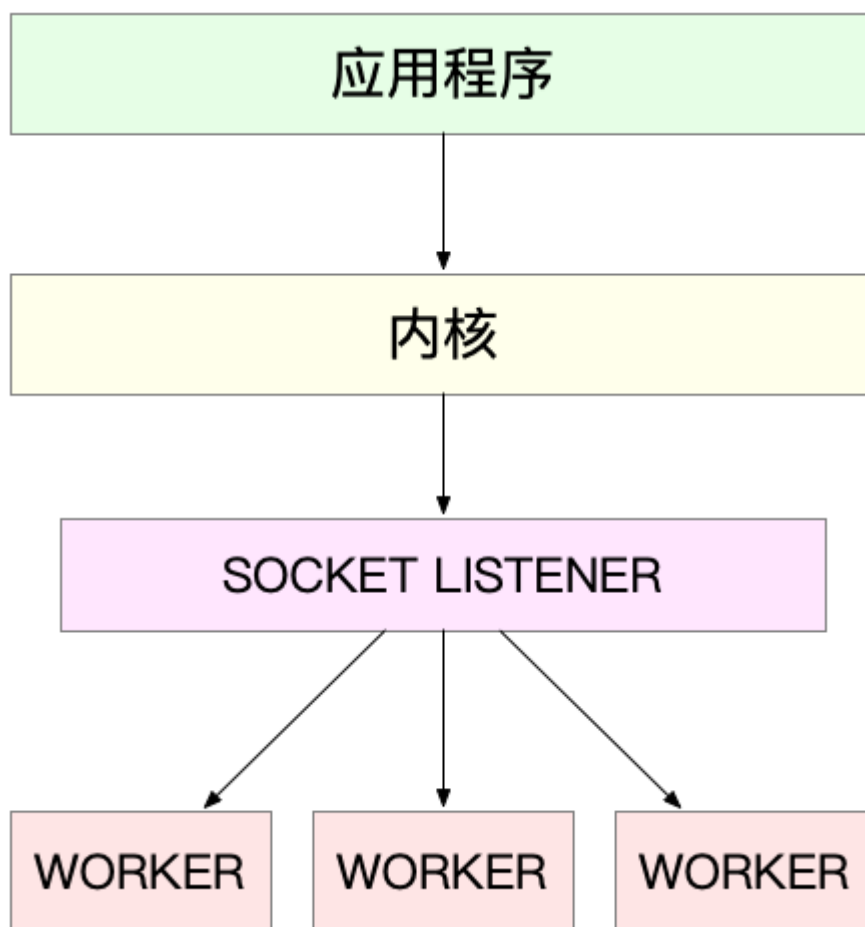 应用程序
内核
SOCKET LISTENER
WORKER
WORKER
WORKER